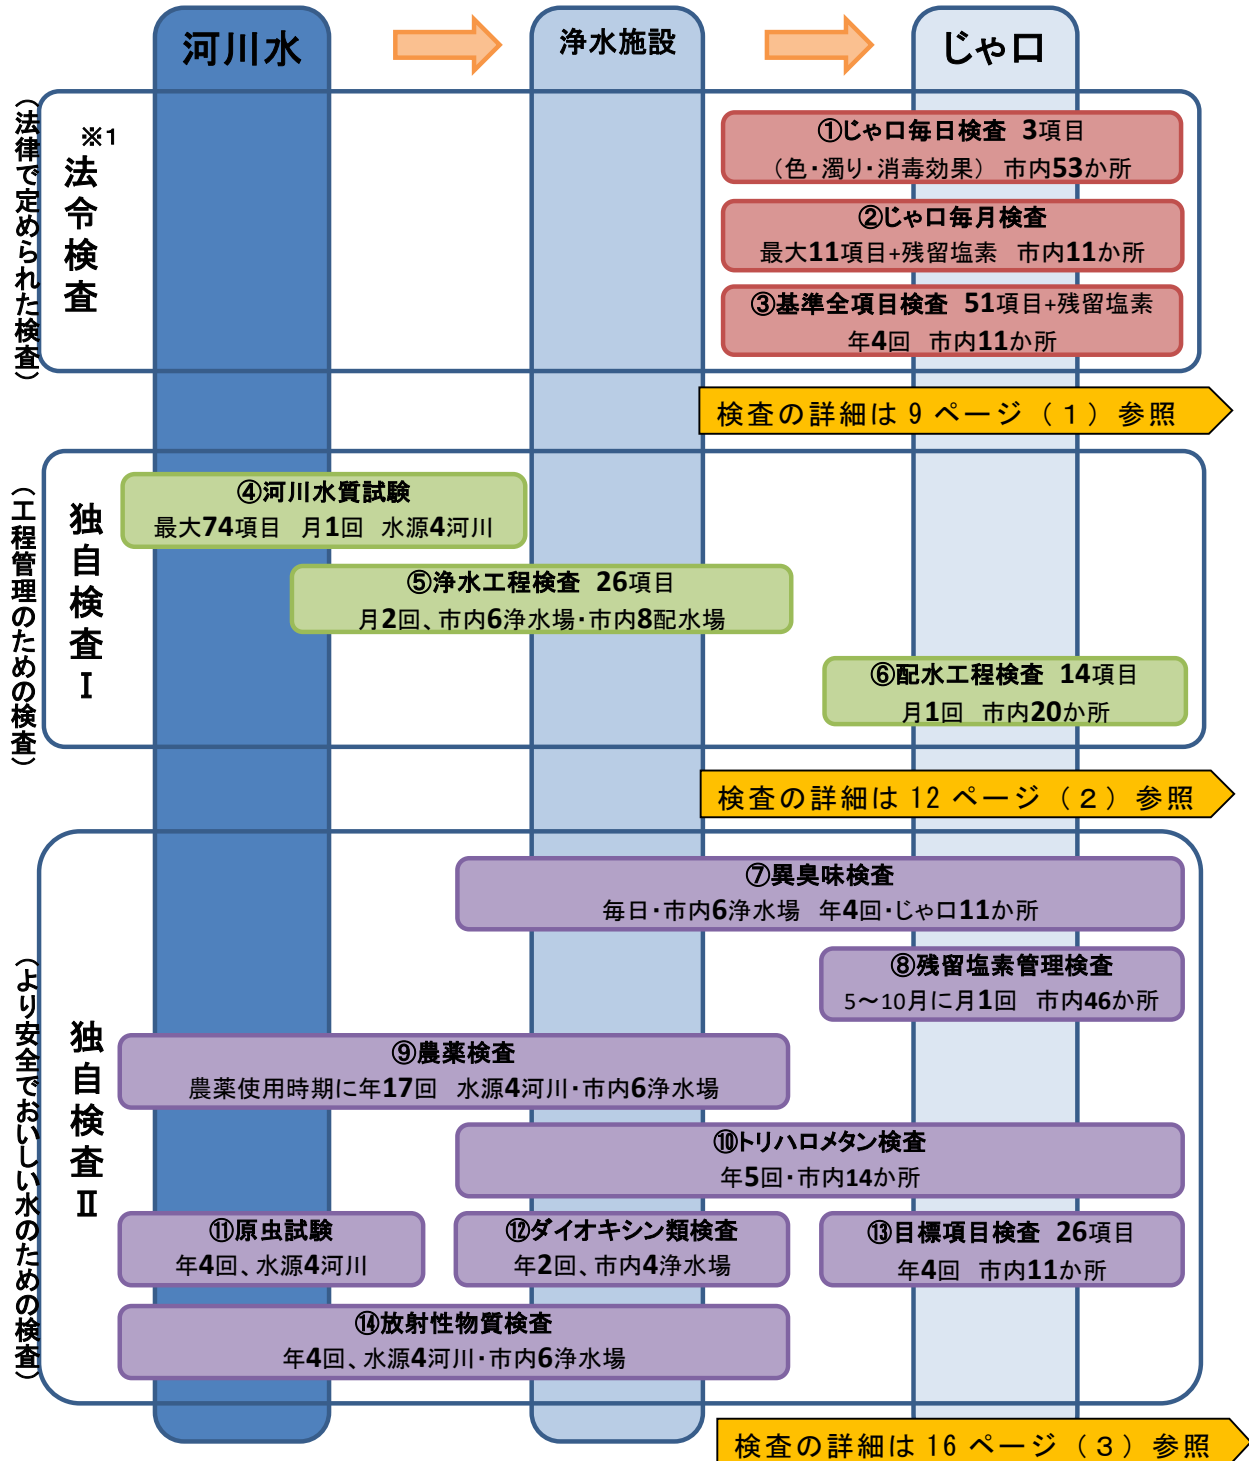 河川水
浄水施設
じゃ口
(法律で定められた検査)
※1
法令検査
①じゃ口毎日検査 3項目
(色・濁り・消毒効果) 市内53か所
②じゃ口毎月検査
最大11項目+残留塩素 市内11か所
③基準全項目検査 51項目+残留塩素
年4回 市内11か所
検査の詳細は 9 ページ (1) 参照
(工程管理のための検査)
独自検査Ⅰ
④河川水質試験
最大74項目 月1回 水源4河川
⑤浄水工程検査 26項目
月2回、市内6浄水場・市内8配水場
⑥配水工程検査 14項目
月1回 市内20か所
検査の詳細は 12 ページ (2) 参照
(より安全でおいしい水のための検査)
独自検査Ⅱ
⑦異臭味検査
毎日・市内6浄水場 年4回・じゃ口11か所
⑧残留塩素管理検査
5～10月に月1回 市内46か所
⑨農薬検査
農薬使用時期に年17回 水源4河川・市内6浄水場
⑩トリハロメタン検査
年5回・市内14か所
⑪原虫試験
年4回、水源4河川
⑫ダイオキシン類検査
年2回、市内4浄水場
⑬目標項目検査 26項目
年4回 市内11か所
⑭放射性物質検査
年4回、水源4河川・市内6浄水場
検査の詳細は 16 ページ (3) 参照